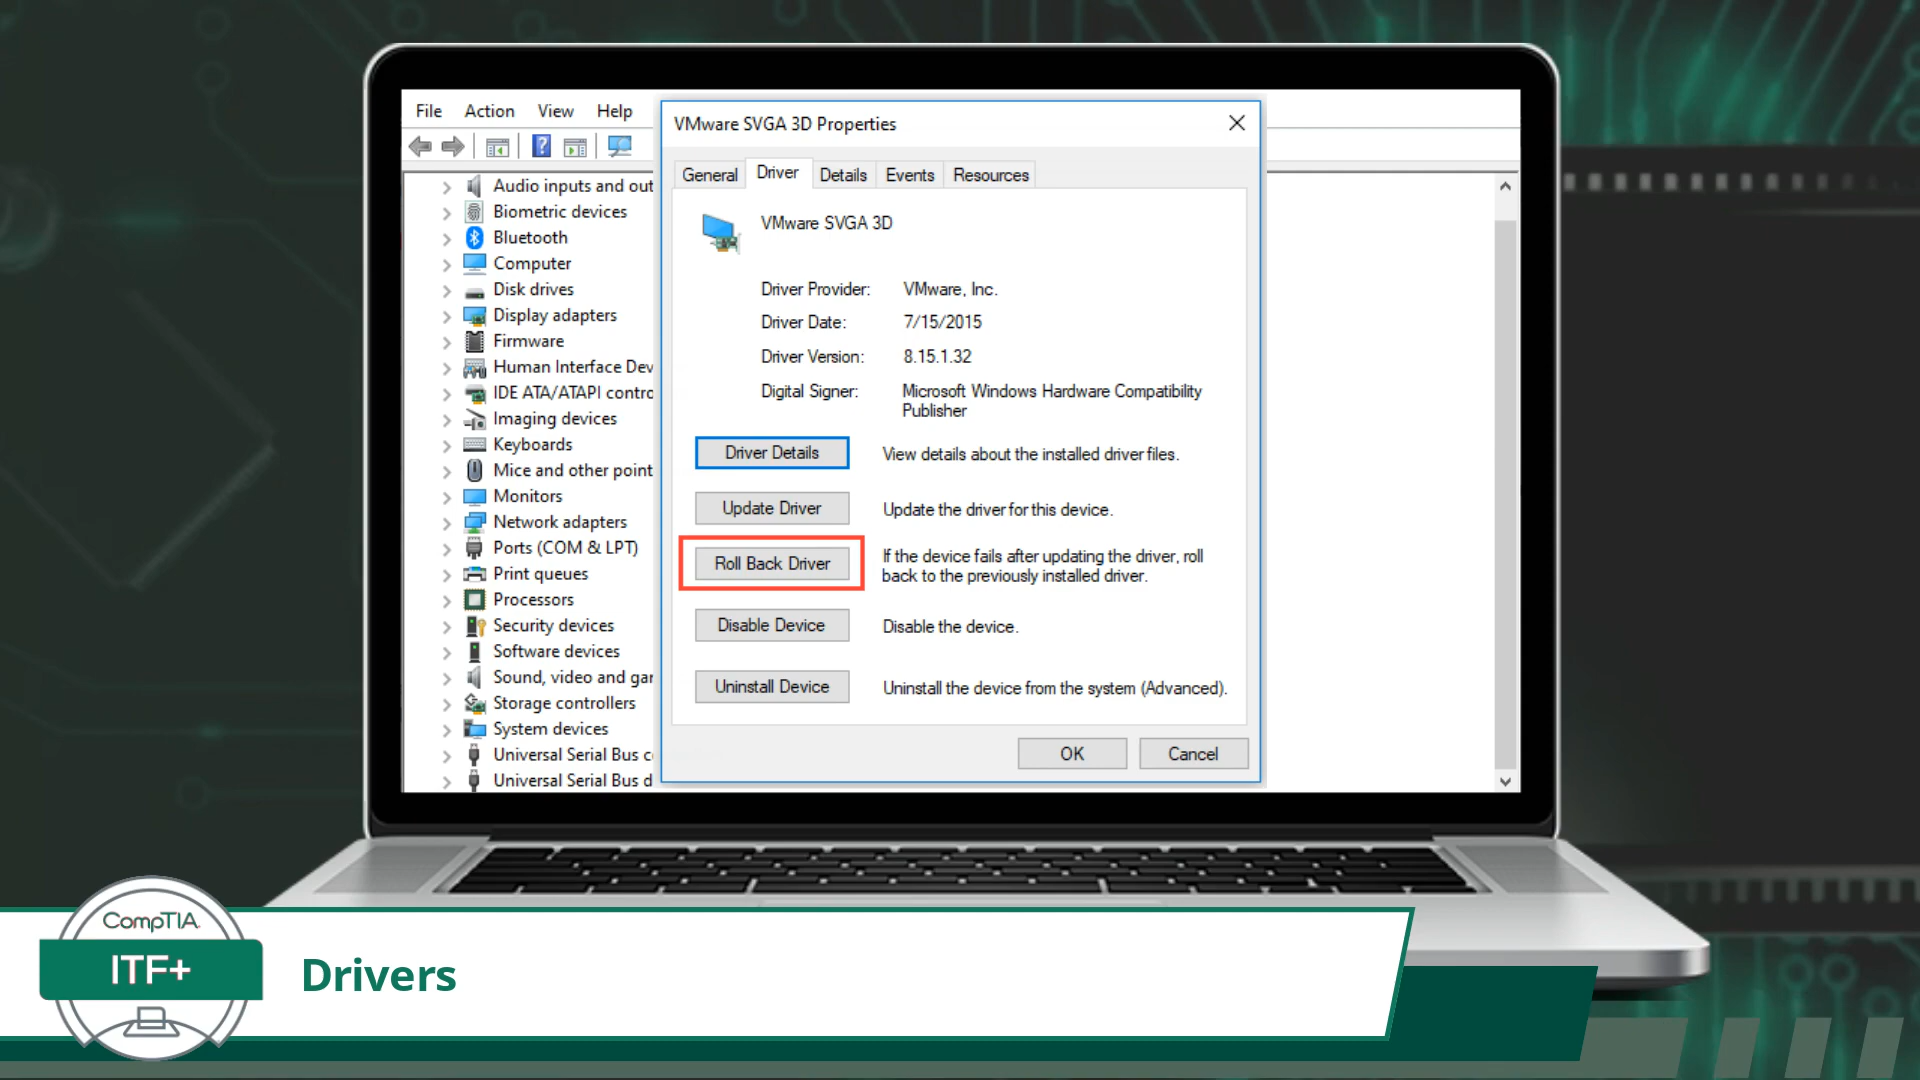 File Action View Help
Audio inputs and out
Biometric devices
Bluetooth
Computer
Disk drives
Display adapters
Firmware
Human Interface Dev
IDE ATA/ATAPI contro
Imaging devices
Keyboards
Mice and other point
Monitors
Network adapters
Ports (COM & LPT)
Print queues
Processors
Security devices
Software devices
Sound, video and gar
Storage controllers
System devices
Universal Serial Bus c
Universal Serial Bus d
VMware SVGA 3D Properties
General Driver Details Events Resources
VMware SVGA 3D
Driver Provider: VMware, Inc.
Driver Date: 7/15/2015
Driver Version: 8.15.1.32
Digital Signer: Microsoft Windows Hardware Compatibility
Publisher
Driver Details View details about the installed driver files.
Update Driver Update the driver for this device.
Roll Back Driver If the device fails after updating the driver, roll
back to the previously installed driver.
Disable Device Disable the device.
Uninstall Device Uninstall the device from the system (Advanced).
OK Cancel
CompTIA.
ITF+
Drivers